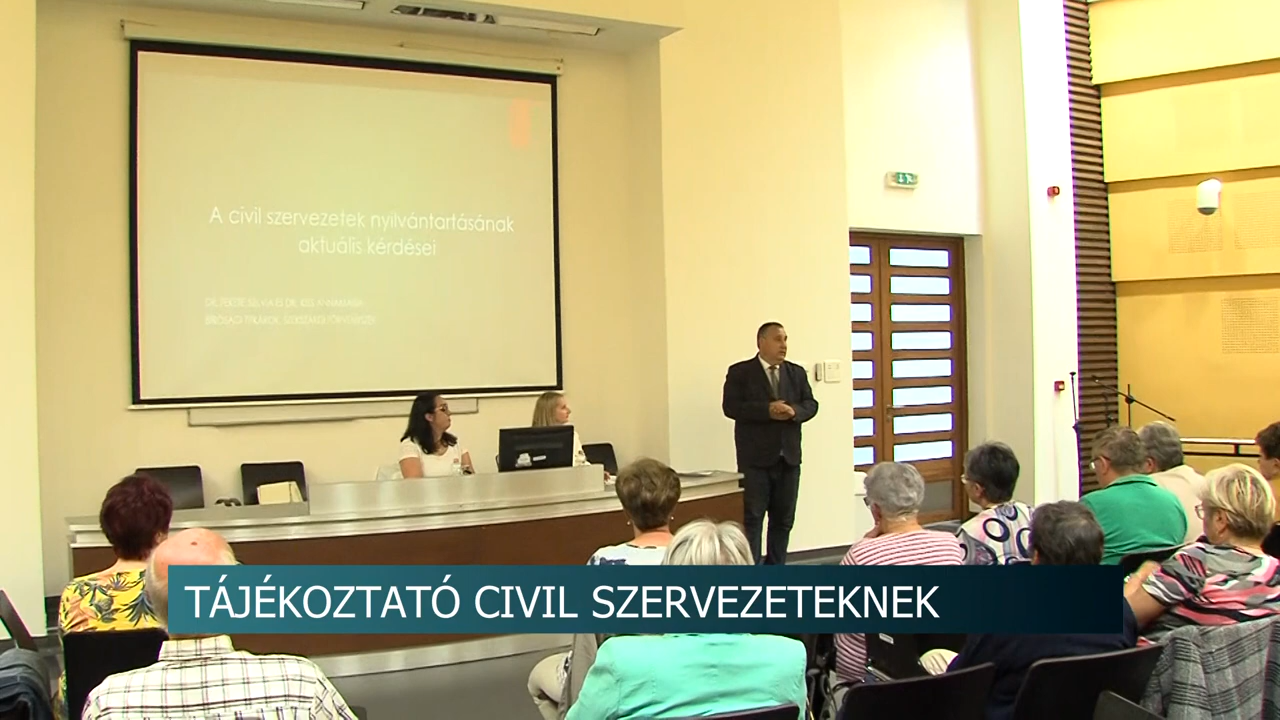 A civil szervezetek nyilvántartásának
aktuális kérdései
TÁJÉKOZTATÓ CIVIL SZERVEZETEKNEK